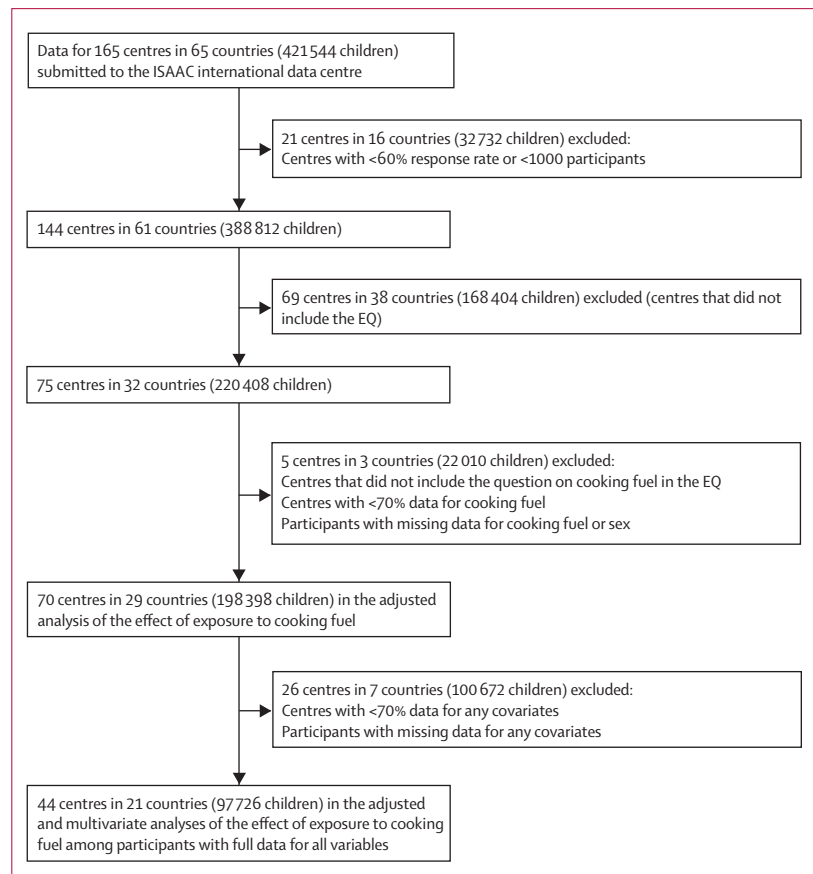 Data for 165 centres in 65 countries (421 544 children)
submitted to the ISAAC international data centre
21 centres in 16 countries (32 732 children) excluded:
Centres with <60% response rate or <1000 participants
144 centres in 61 countries (388 812 children)
69 centres in 38 countries (168 404 children) excluded (centres that did not
include the EQ)
75 centres in 32 countries (220 408 children)
5 centres in 3 countries (22 010 children) excluded:
Centres that did not include the question on cooking fuel in the EQ
Centres with <70% data for cooking fuel
Participants with missing data for cooking fuel or sex
70 centres in 29 countries (198 398 children) in the adjusted
analysis of the effect of exposure to cooking fuel
26 centres in 7 countries (100 672 children) excluded:
Centres with <70% data for any covariates
Participants with missing data for any covariates
44 centres in 21 countries (97 726 children) in the adjusted
and multivariate analyses of the effect of exposure to cooking
fuel among participants with full data for all variables